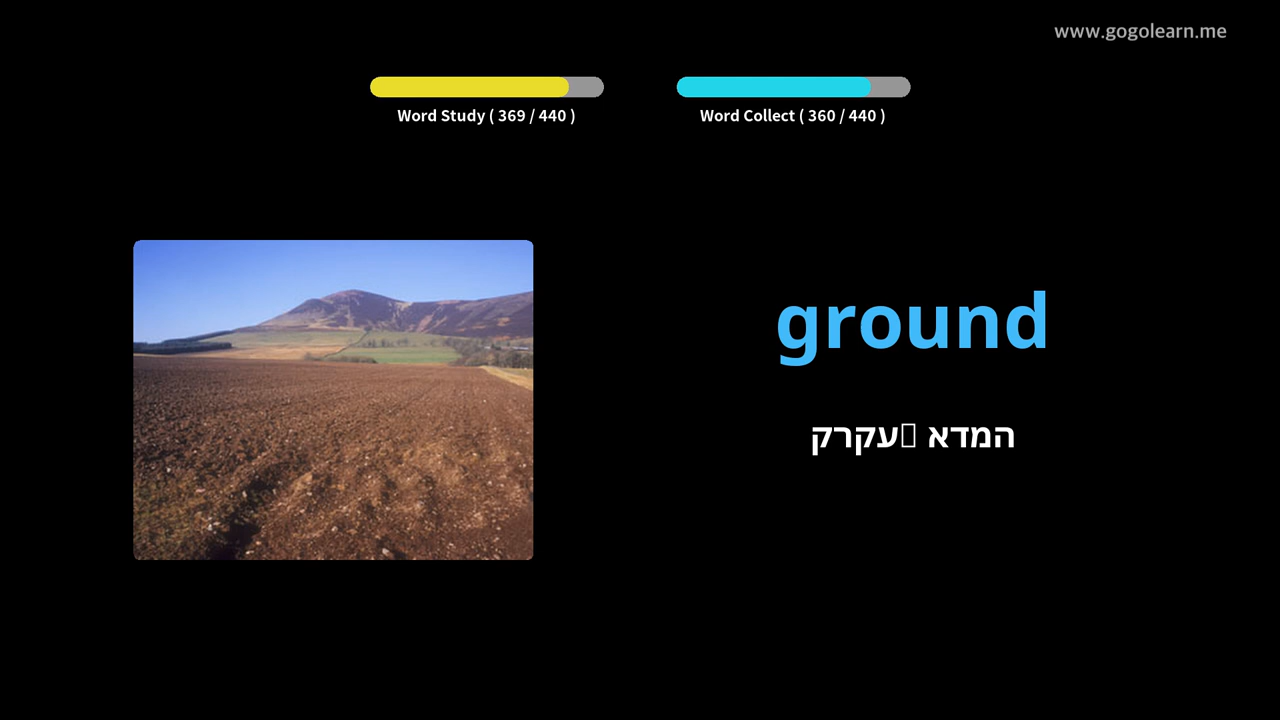 www.gogolearn.me
Word Study ( 369 / 440 )
Word Collect ( 360 / 440 )
ground
המדא עקרק